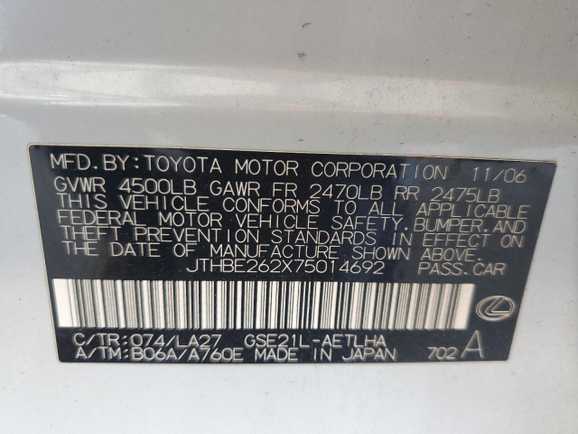 MFD. BY: TOYOTA MOTOR CORPORATION 11/06
GVWR 4500LB GAWR FR 2470LB RR 2475LB
THIS VEHICLE CONFORMS TO ALL APPLICABLE
FEDERAL MOTOR VEHICLE SAFETY, BUMPER, AND
THEFT PREVENTION STANDARDS IN EFFECT ON
THE DATE OF MANUFACTURE SHOWN ABOVE.
JTHBE262X75014692 PASS. CAR
C/TR: 074/LA27 GSE21L-AETLHA
A/TM: B06A/A760E MADE IN JAPAN 702 A